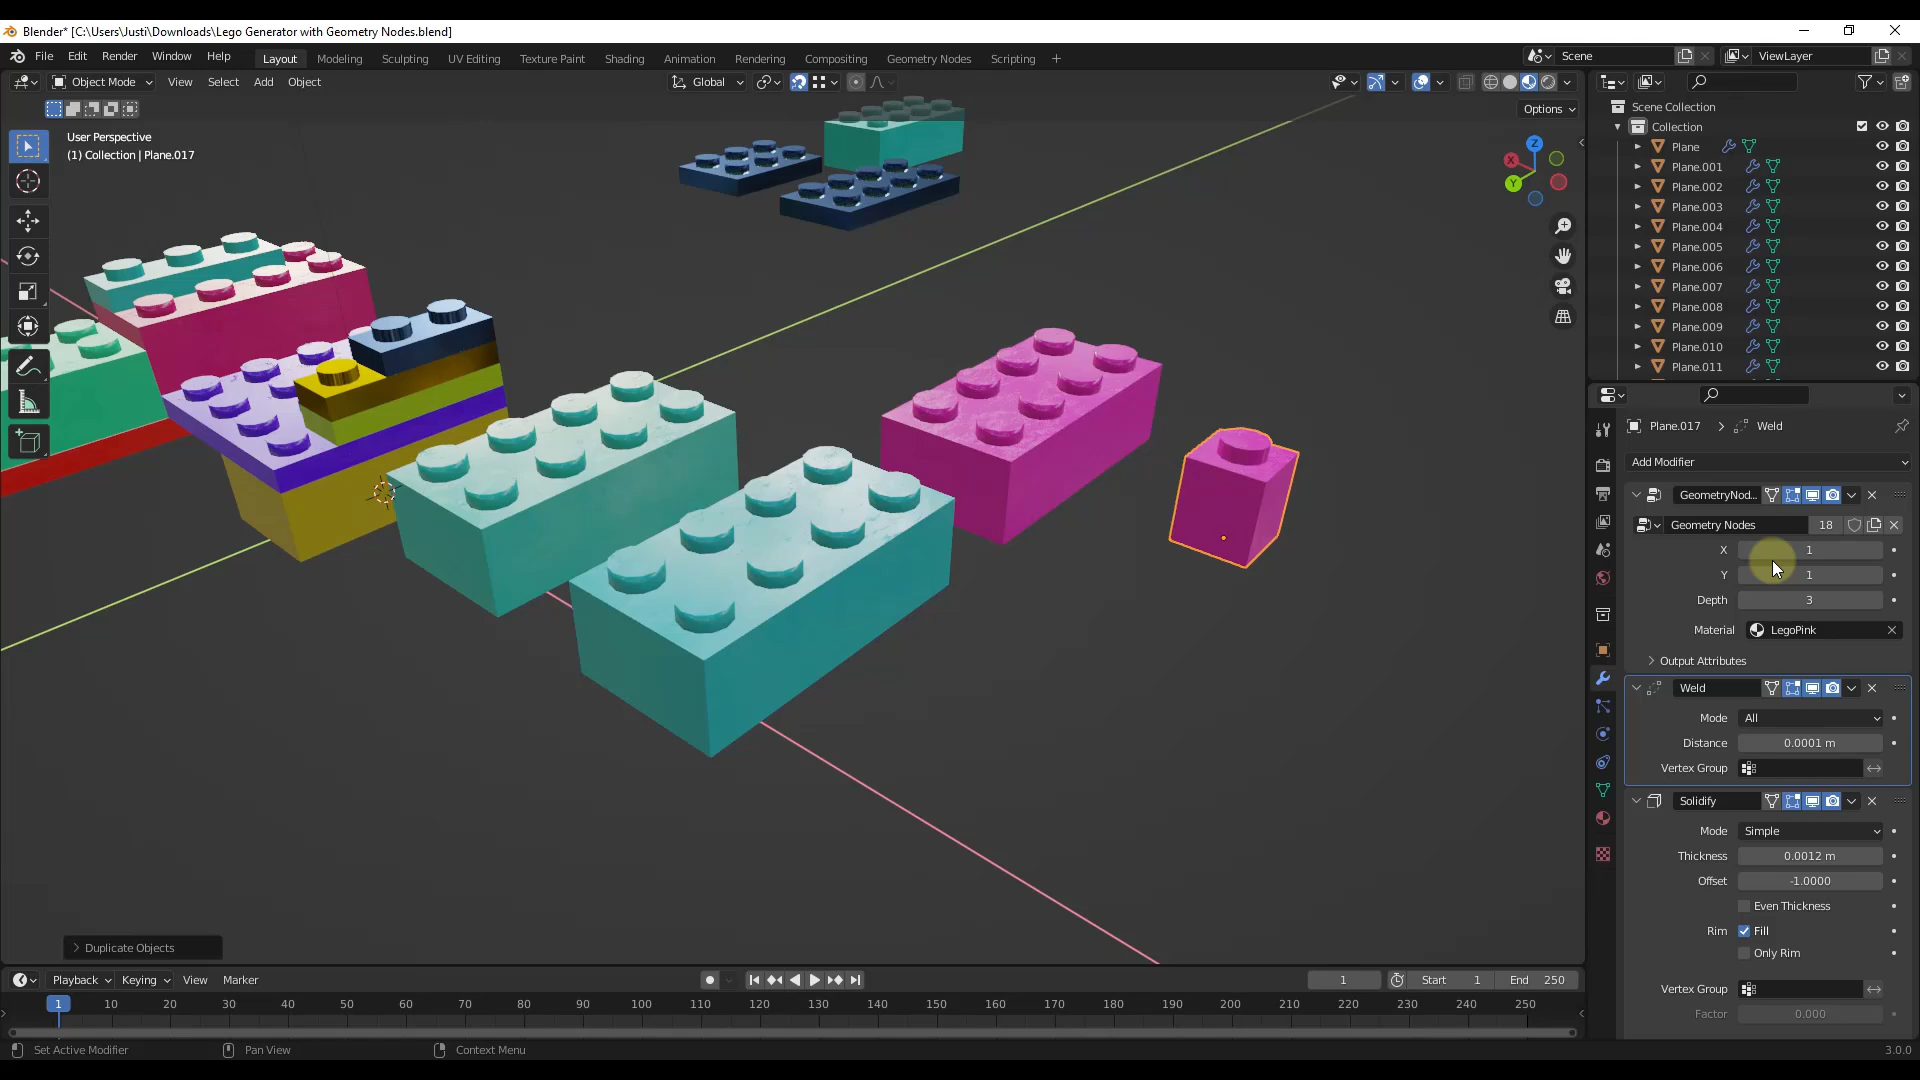 Blender* [C:\Users\Justi\Downloads\Lego Generator with Geometry Nodes.blend]
File Edit Render Window Help Layout Modeling Sculpting UV Editing Texture Paint Shading Animation Rendering Compositing Geometry Nodes Scripting + Scene ViewLayer
Object Mode View Select Add Object Global
Options
User Perspective
(1) Collection | Plane.017
Z
X
Y
Scene Collection
Collection
Plane
Plane.001
Plane.002
Plane.003
Plane.004
Plane.005
Plane.006
Plane.007
Plane.008
Plane.009
Plane.010
Plane.011
Plane.017 > Weld
Add Modifier
GeometryNod...
Geometry Nodes 18
X 1
Y 1
Depth 3
Material LegoPink
Output Attributes
Weld
Mode All
Distance 0.0001 m
Vertex Group
Solidify
Mode Simple
Thickness 0.0012 m
Offset -1.0000
Even Thickness
Rim Fill
Only Rim
Vertex Group
Factor 0.000
Duplicate Objects
Playback Keying View Marker 1 Start 1 End 250
1 10 20 30 40 50 60 70 80 90 100 110 120 130 140 150 160 170 180 190 200 210 220 230 240 250
Set Active Modifier Pan View Context Menu 3.0.0